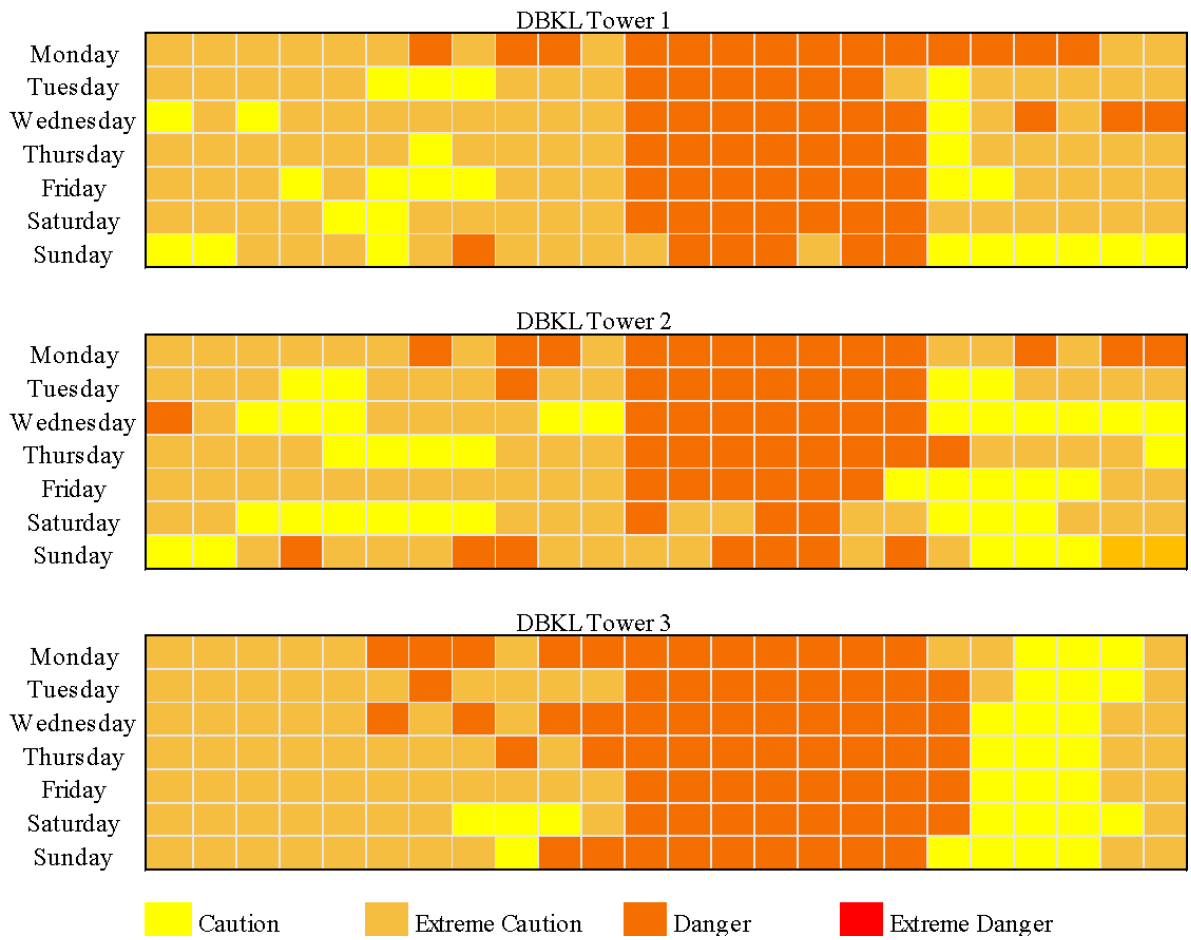 DBKL Tower 1
Monday
Tuesday
Wednesday
Thursday
Friday
Saturday
Sunday
DBKL Tower 2
Monday
Tuesday
Wednesday
Thursday
Friday
Saturday
Sunday
DBKL Tower 3
Monday
Tuesday
Wednesday
Thursday
Friday
Saturday
Sunday
Caution Extreme Caution Danger Extreme Danger